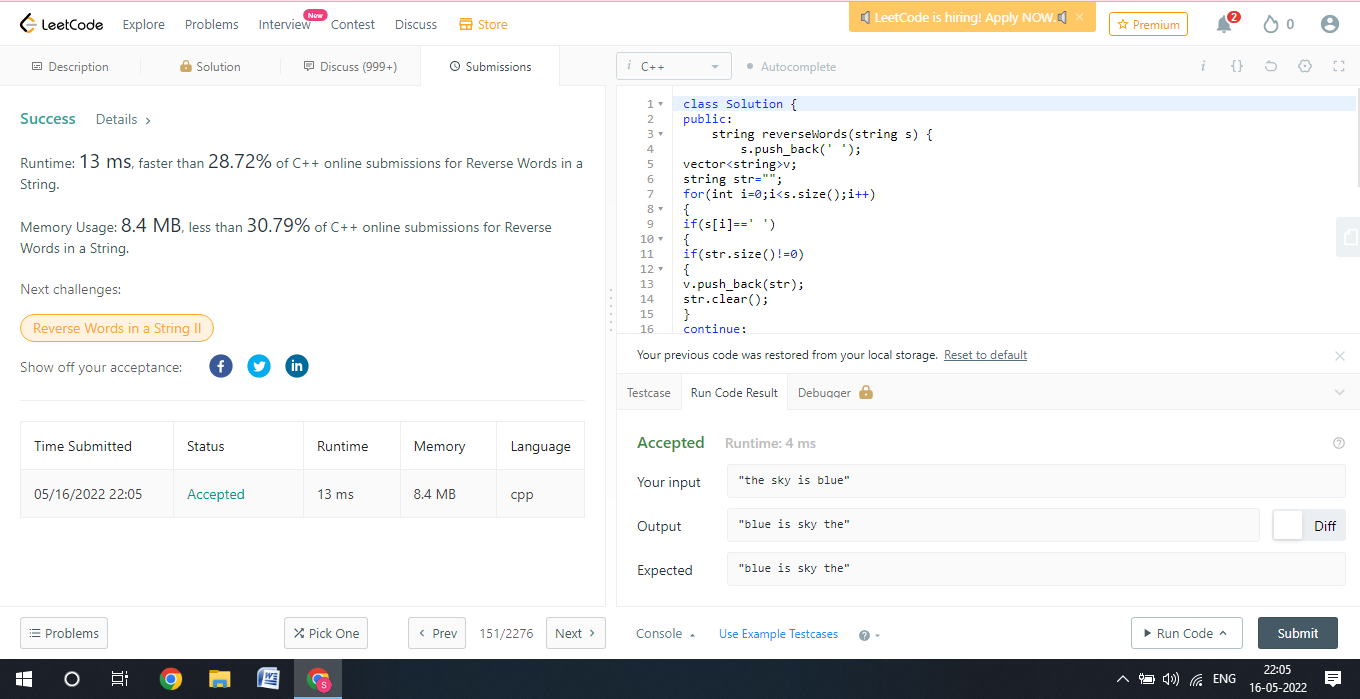 LeetCode
Explore
Problems
Interview
New
Contest
Discuss
Store
LeetCode is hiring! Apply NOW.
×
Premium
2
0
Description
Solution
Discuss (999+)
Submissions
i C++
Autocomplete
i {}
Success Details >
Runtime: 13 ms, faster than 28.72% of C++ online submissions for Reverse Words in a
String.
Memory Usage: 8.4 MB, less than 30.79% of C++ online submissions for Reverse
Words in a String.
Next challenges:
Reverse Words in a String II
Show off your acceptance:
f
in
Time Submitted Status Runtime Memory Language
05/16/2022 22:05 Accepted 13 ms 8.4 MB cpp
1 class Solution {
2 public:
3 string reverseWords(string s) {
4 s.push_back(' ');
5 vector<string>v;
6 string str="";
7 for(int i=0;i<s.size();i++)
8 {
9 if(s[i]==' ')
10 {
11 if(str.size()!=0)
12 {
13 v.push_back(str);
14 str.clear();
15 }
16 continue;
Your previous code was restored from your local storage. Reset to default
Testcase
Run Code Result
Debugger
Accepted Runtime: 4 ms
?
Your input "the sky is blue"
Output "blue is sky the"
Diff
Expected "blue is sky the"
Problems
Pick One
< Prev
151/2276
Next >
Console
Use Example Testcases
?
Run Code
Submit
W
S
ENG
22:05
16-05-2022